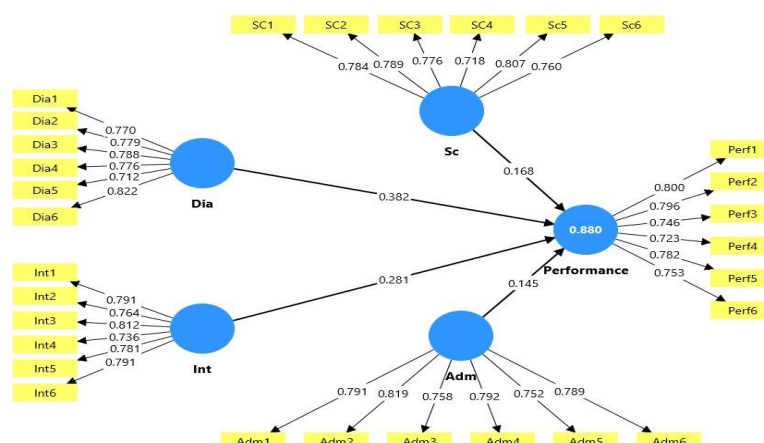 SC1 SC2 SC3 SC4 Sc5 Sc6
0.784 0.789 0.776 0.718 0.807 0.760
Sc
Dia1
Dia2
Dia3
Dia4
Dia5
Dia6
0.770
0.779
0.788
0.776
0.712
0.822
Dia
0.382
0.168
Int1
Int2
Int3
Int4
Int5
Int6
0.791
0.764
0.812
0.736
0.781
0.791
Int
0.281
0.145
0.880
Performance
0.800
0.796
0.746
0.723
0.782
0.753
Perf1
Perf2
Perf3
Perf4
Perf5
Perf6
Adm
0.791 0.819 0.758 0.792 0.752 0.789
Adm1 Adm2 Adm3 Adm4 Adm5 Adm6